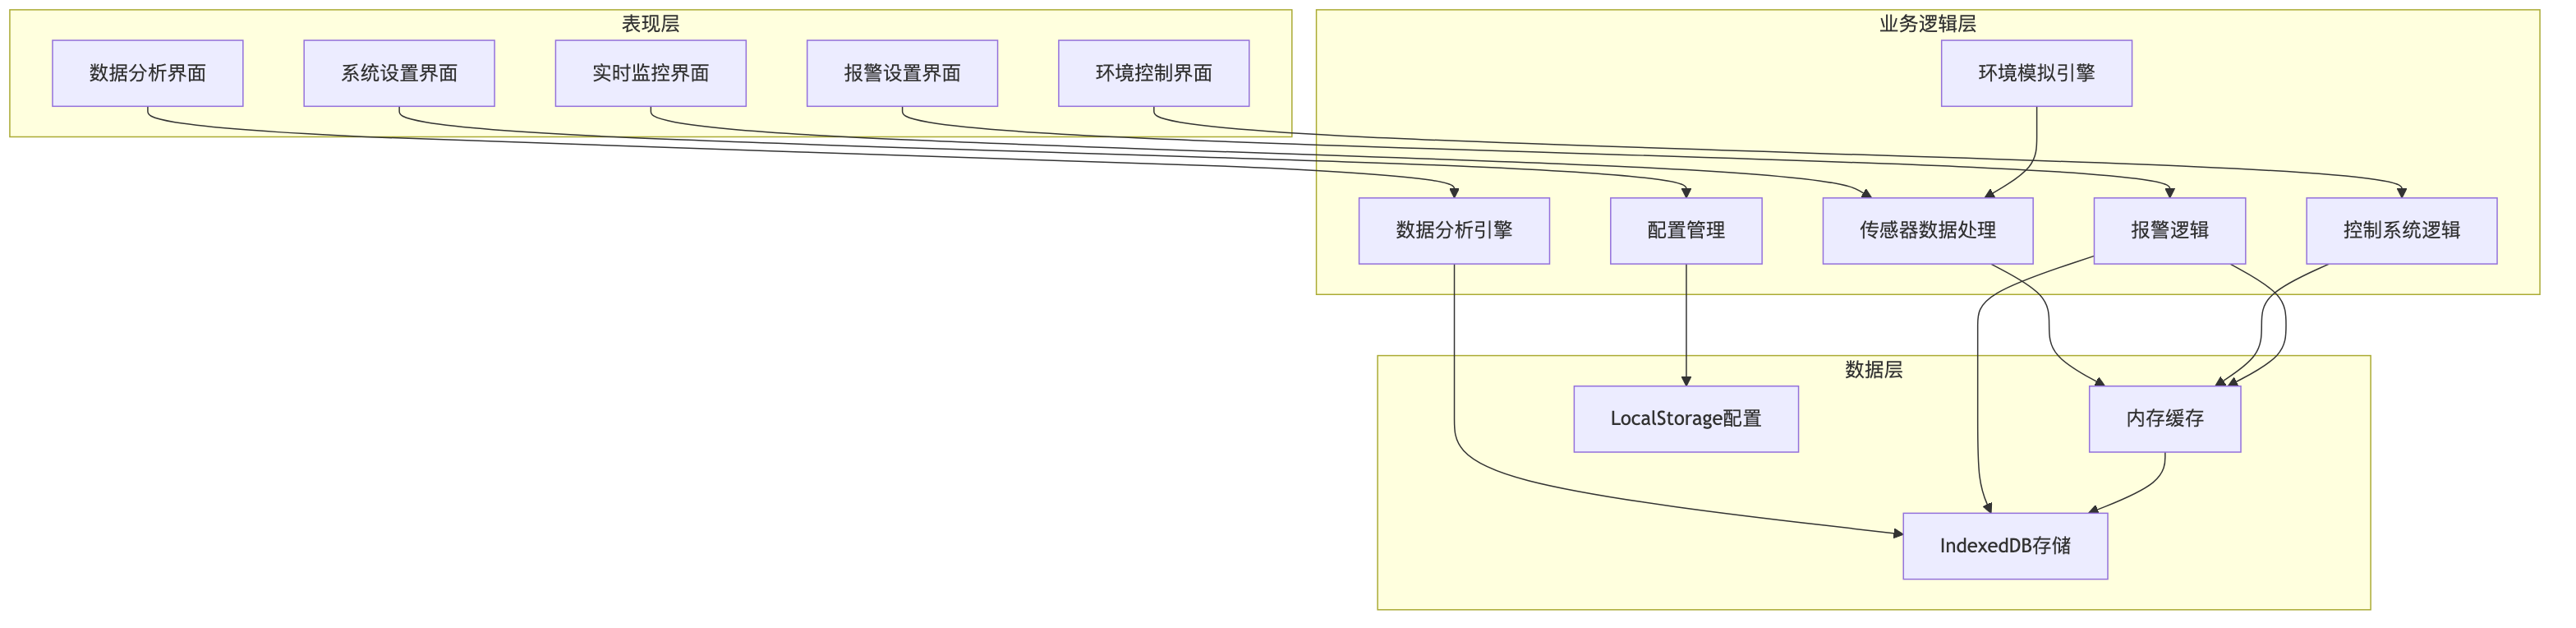 表现层
数据分析界面
系统设置界面
实时监控界面
报警设置界面
环境控制界面
业务逻辑层
环境模拟引擎
数据分析引擎
配置管理
传感器数据处理
报警逻辑
控制系统逻辑
数据层
LocalStorage配置
内存缓存
IndexedDB存储